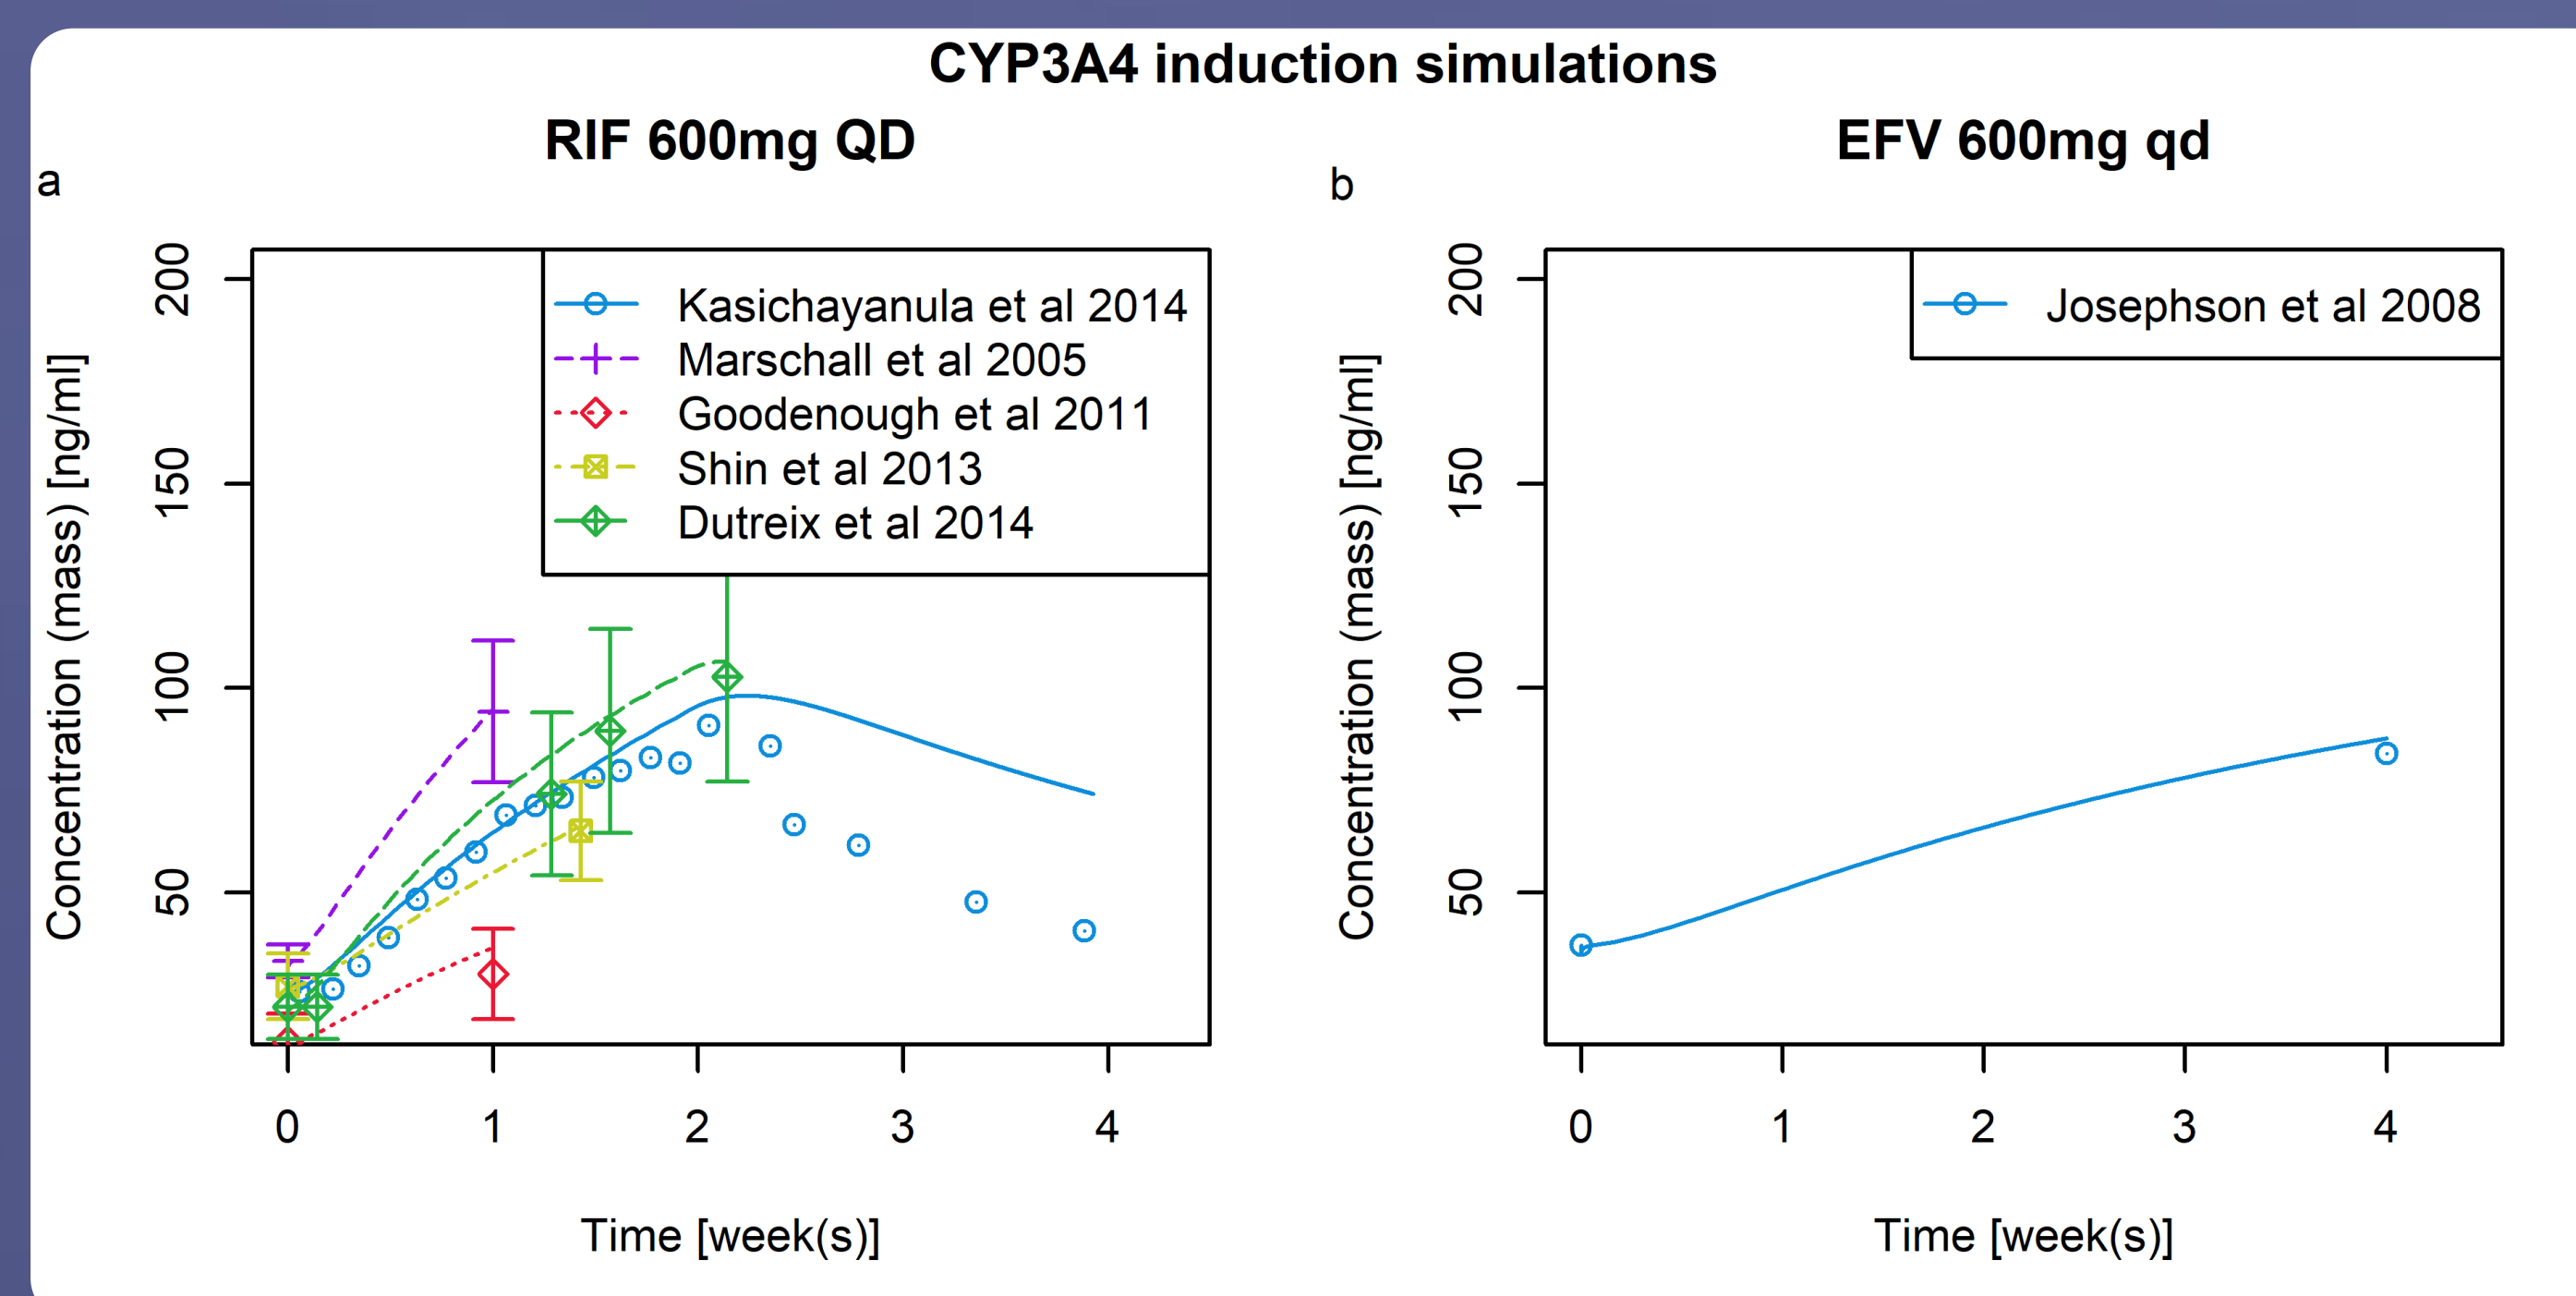 CYP3A4 induction simulations
RIF 600mg QD
a
Concentration (mass) [ng/ml]
200
150
100
50
Kasichayanula et al 2014
Marschall et al 2005
Goodenough et al 2011
Shin et al 2013
Dutreix et al 2014
0 1 2 3 4
Time [week(s)]
EFV 600mg qd
b
Concentration (mass) [ng/ml]
200
150
100
50
Josephson et al 2008
0 1 2 3 4
Time [week(s)]